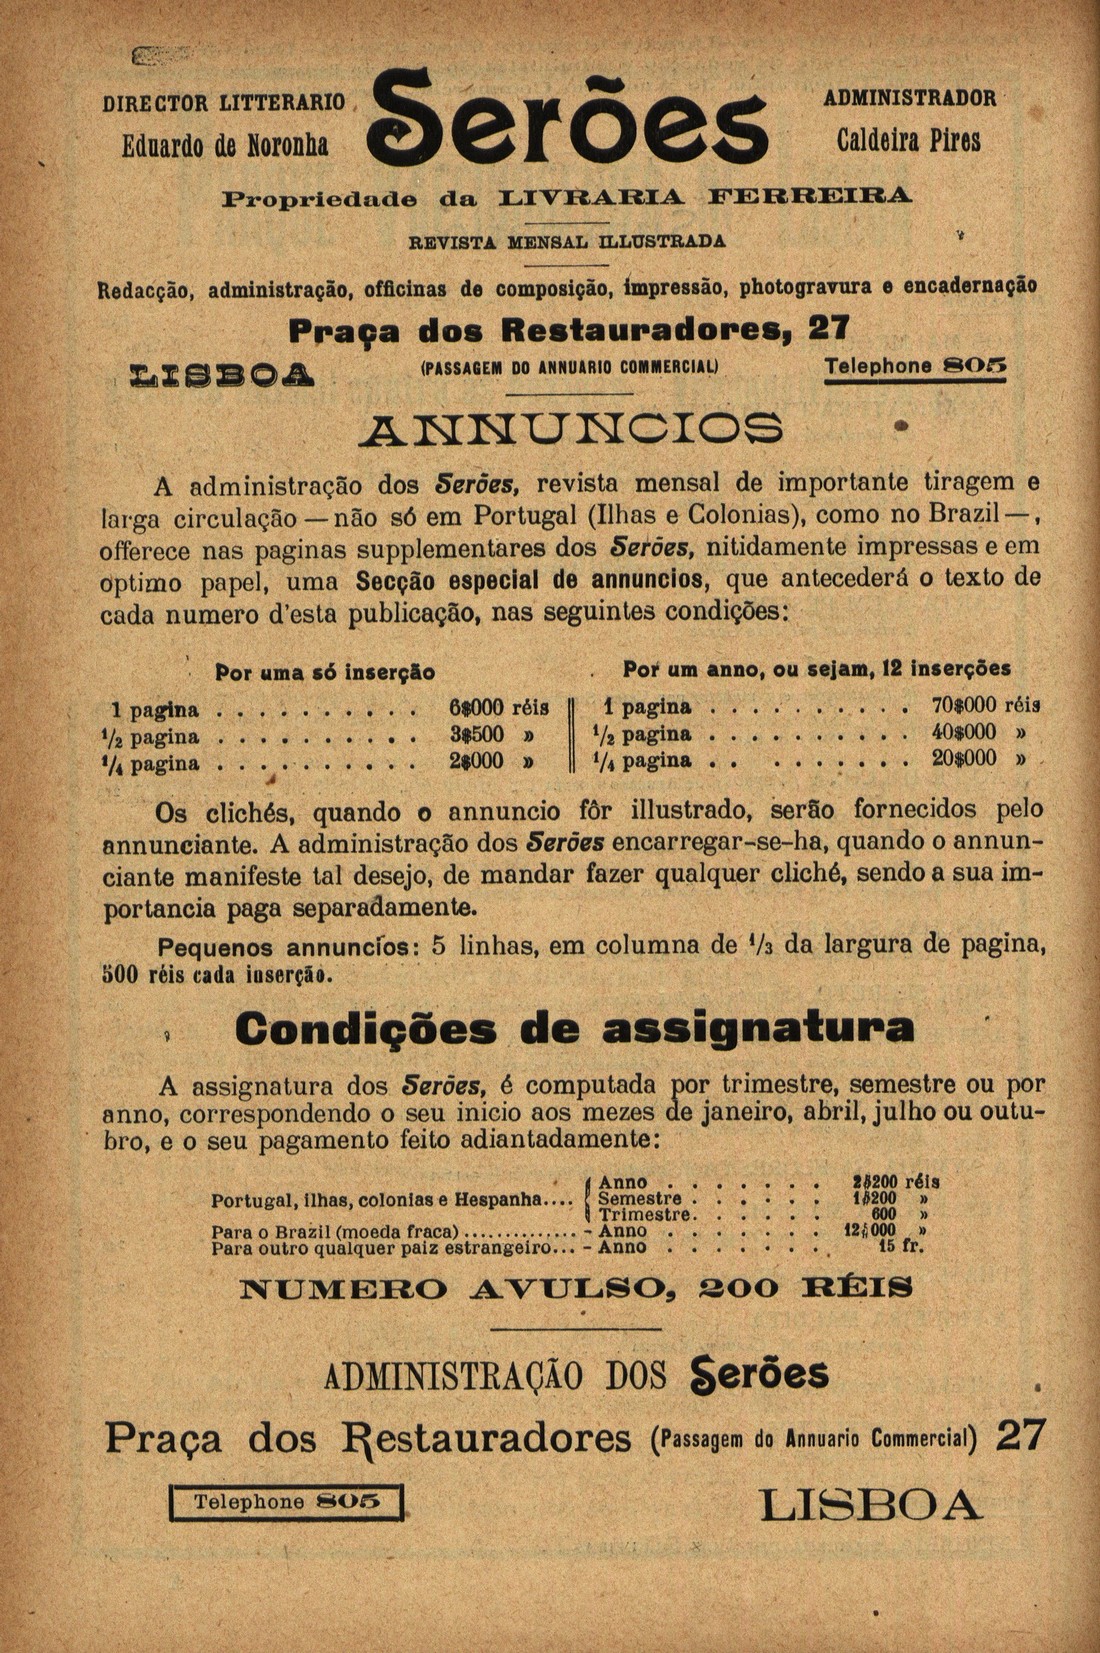 DIRECTOR LITTERARIO
Eduardo de Noronha
Serões
ADMINISTRADOR
Caldeira Pires
Propriedade da LIVRARIA FERREIRA
REVISTA MENSAL ILLUSTRADA
Redacção, administração, officinas de composição, impressão, photogravura e encadernação
Praça dos Restauradores, 27
LISBOA (PASSAGEM DO ANNUARIO COMMERCIAL) Telephone 805
ANNUNCIOS
A administração dos Serões, revista mensal de importante tiragem e
larga circulação — não só em Portugal (Ilhas e Colonias), como no Brazil —,
offerece nas paginas supplementares dos Serões, nitidamente impressas e em
optimo papel, uma Secção especial de annuncios, que antecederá o texto de
cada numero d'esta publicação, nas seguintes condições:
Por uma só inserção
1 pagina . . . . . . . . . . 6$000 réis
1/2 pagina . . . . . . . . . . 3$500 »
1/4 pagina . . . . . . . . . . 2$000 »
Por um anno, ou sejam, 12 inserções
1 pagina . . . . . . . . . . 70$000 réis
1/2 pagina . . . . . . . . . . 40$000 »
1/4 pagina . . . . . . . . . 20$000 »
Os clichés, quando o annuncio fôr illustrado, serão fornecidos pelo
annunciante. A administração dos Serões encarregar-se-ha, quando o annun-
ciante manifeste tal desejo, de mandar fazer qualquer cliché, sendo a sua im-
portancia paga separadamente.
Pequenos annuncios: 5 linhas, em columna de 1/3 da largura de pagina,
500 réis cada inserção.
Condições de assignatura
A assignatura dos Serões, é computada por trimestre, semestre ou por
anno, correspondendo o seu inicio aos mezes de janeiro, abril, julho ou outu-
bro, e o seu pagamento feito adiantadamente:
Portugal, ilhas, colonias e Hespanha....
Anno . . . . . . . 2$200 réis
Semestre . . . . . . 1$200 »
Trimestre. . . . . . 600 »
Para o Brazil (moeda fraca).............. - Anno . . . . . . . 12$000 »
Para outro qualquer paiz estrangeiro... - Anno . . . . . . . 15 fr.
NUMERO AVULSO, 200 RÉIS
ADMINISTRAÇÃO DOS Serões
Praça dos Restauradores (Passagem do Annuario Commercial) 27
Telephone 805
LISBOA